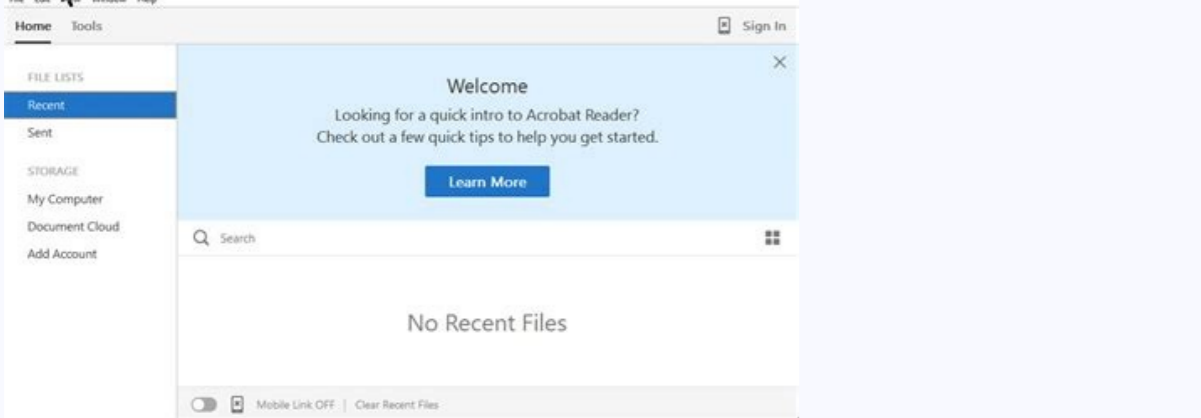 Home Tools Sign In
FILE LISTS
Recent
Sent
STORAGE
My Computer
Document Cloud
Add Account
Welcome
Looking for a quick intro to Acrobat Reader?
Check out a few quick tips to help you get started.
Learn More
Search
No Recent Files
Mobile Link OFF | Clear Recent Files